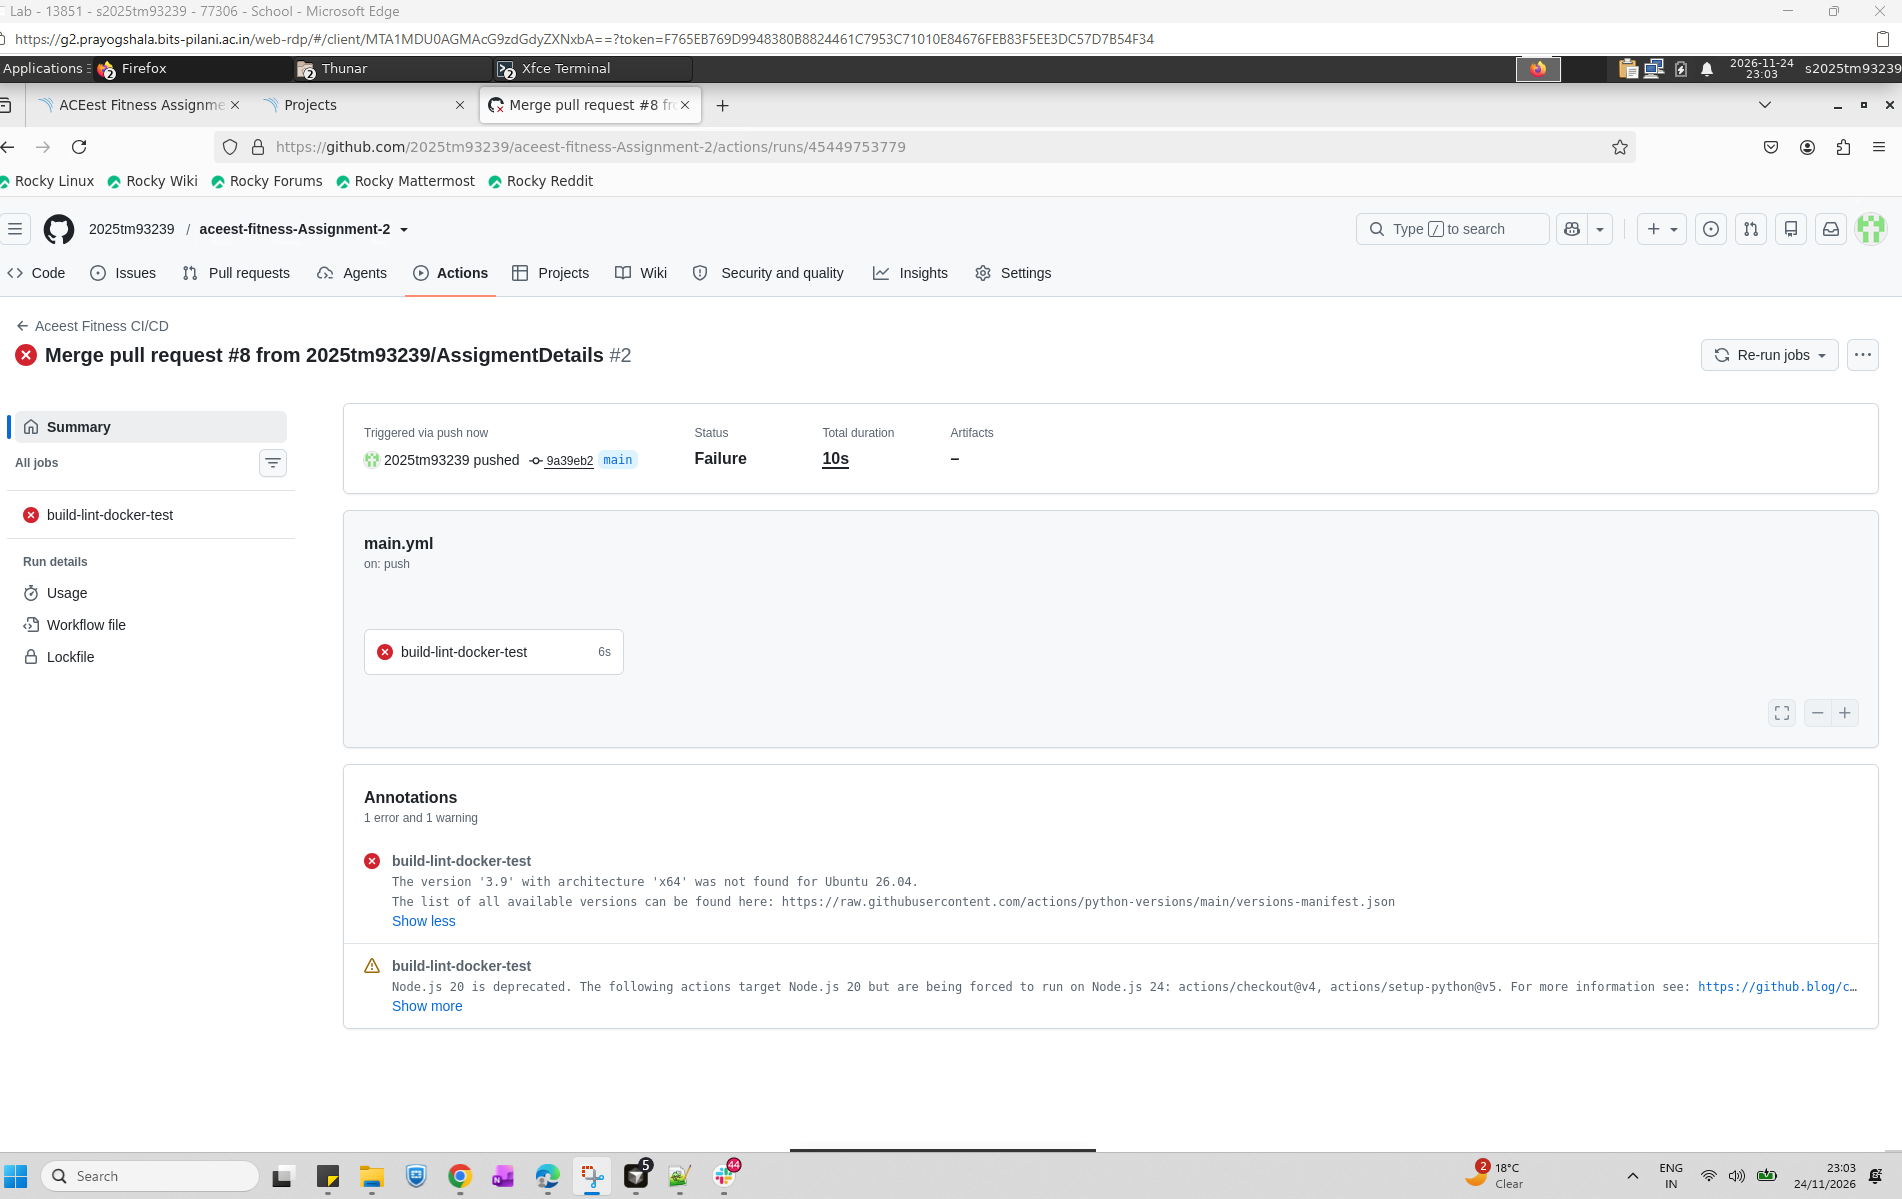 Lab - 13851 - s2025tm93239 - 77306 - School - Microsoft Edge
https://g2.prayogshala.bits-pilani.ac.in/web-rdp/#/client/MTA1MDU0AGMAcG9zdGdyZXNxbA==?token=F765EB769D9948380B8824461C7953C71010E84676FEB83F5EE3DC57D7B54F34
Applications
2 Firefox
2 Thunar
2 Xfce Terminal
2026-11-24
23:03
s2025tm93239
ACEest Fitness Assignme
Projects
Merge pull request #8 fr
https://github.com/2025tm93239/aceest-fitness-Assignment-2/actions/runs/45449753779
Rocky Linux
Rocky Wiki
Rocky Forums
Rocky Mattermost
Rocky Reddit
2025tm93239 / aceest-fitness-Assignment-2
Type / to search
Code
Issues
Pull requests
Agents
Actions
Projects
Wiki
Security and quality
Insights
Settings
Aceest Fitness CI/CD
Merge pull request #8 from 2025tm93239/AssigmentDetails #2
Re-run jobs
Summary
All jobs
build-lint-docker-test
Run details
Usage
Workflow file
Lockfile
Triggered via push now
2025tm93239 pushed 9a39eb2 main
Status
Failure
Total duration
10s
Artifacts
–
main.yml
on: push
build-lint-docker-test 6s
Annotations
1 error and 1 warning
build-lint-docker-test
The version '3.9' with architecture 'x64' was not found for Ubuntu 26.04.
The list of all available versions can be found here: https://raw.githubusercontent.com/actions/python-versions/main/versions-manifest.json
Show less
build-lint-docker-test
Node.js 20 is deprecated. The following actions target Node.js 20 but are being forced to run on Node.js 24: actions/checkout@v4, actions/setup-python@v5. For more information see: https://github.blog/c…
Show more
Search
5
44
2
18°C
Clear
ENG
IN
23:03
24/11/2026